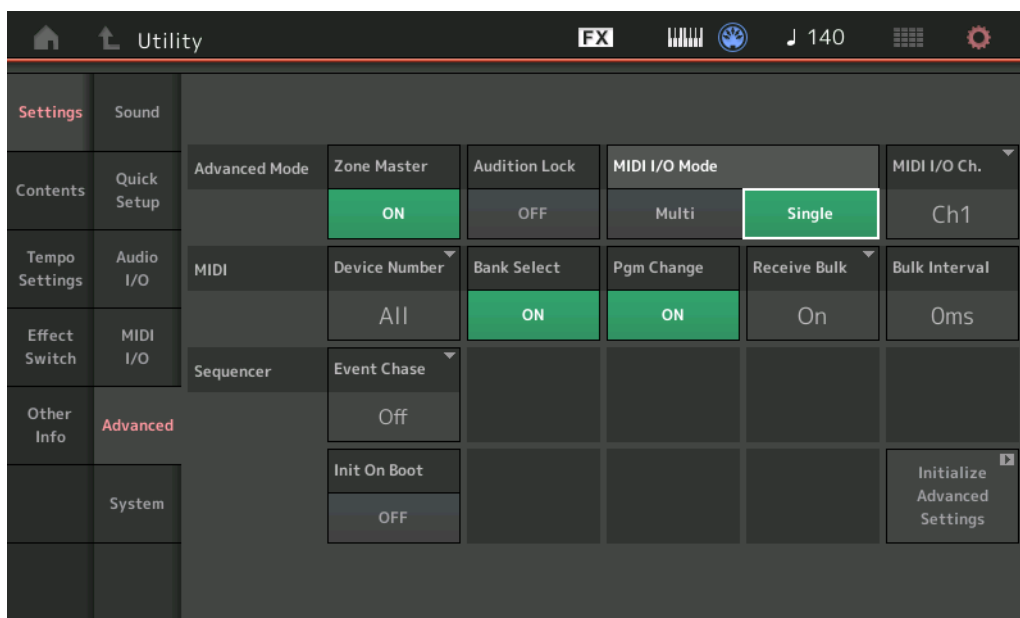 Utility
FX
♩ 140
Settings
Sound
Contents
Quick
Setup
Tempo
Settings
Audio
I/O
Effect
Switch
MIDI
I/O
Other
Info
Advanced
System
Advanced Mode
Zone Master
ON
Audition Lock
OFF
MIDI I/O Mode
Multi
Single
MIDI I/O Ch.
Ch1
MIDI
Device Number
All
Bank Select
ON
Pgm Change
ON
Receive Bulk
On
Bulk Interval
0ms
Sequencer
Event Chase
Off
Init On Boot
OFF
Initialize
Advanced
Settings